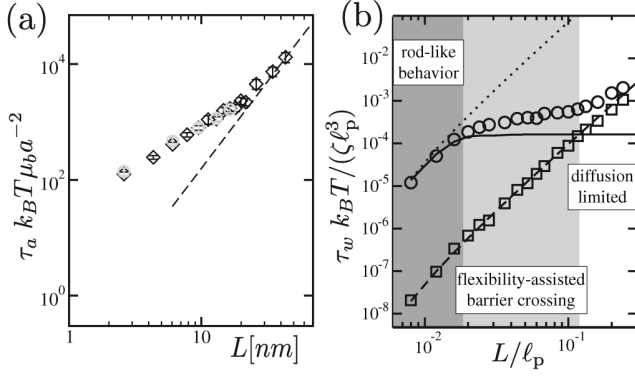 (a)
τ_a k_BT μ_b a^{-2}
10^4
10^2
10^0
1
10
L[nm]
(b)
τ_w k_BT/(ζℓ_p^3)
10^{-2}
10^{-3}
10^{-4}
10^{-5}
10^{-6}
10^{-7}
10^{-8}
rod-like
behavior
diffusion
limited
flexibility-assisted
barrier crossing
10^{-2}
10^{-1}
L/ℓ_p